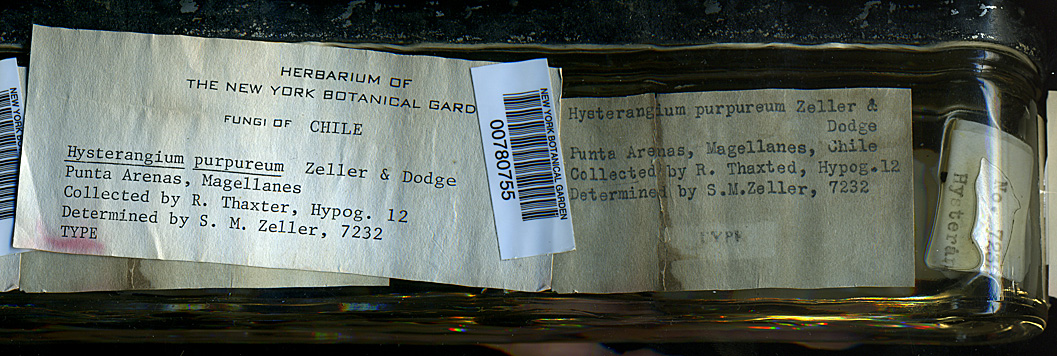 HERBARIUM OF
THE NEW YORK BOTANICAL GARD
FUNGI OF CHILE
Hysterangium purpureum Zeller & Dodge
Punta Arenas, Magellanes
Collected by R. Thaxter, Hypog. 12
Determined by S. M. Zeller, 7232
TYPE
NEW YORK BOTANICAL GARDEN
00780755
Hysterangium purpureum Zeller &
Dodge
Punta Arenas, Magellanes, Chile
Collected by R. Thaxted, Hypog.12
Determined by S.M.Zeller, 7232
TYPE
No.
Hysteran